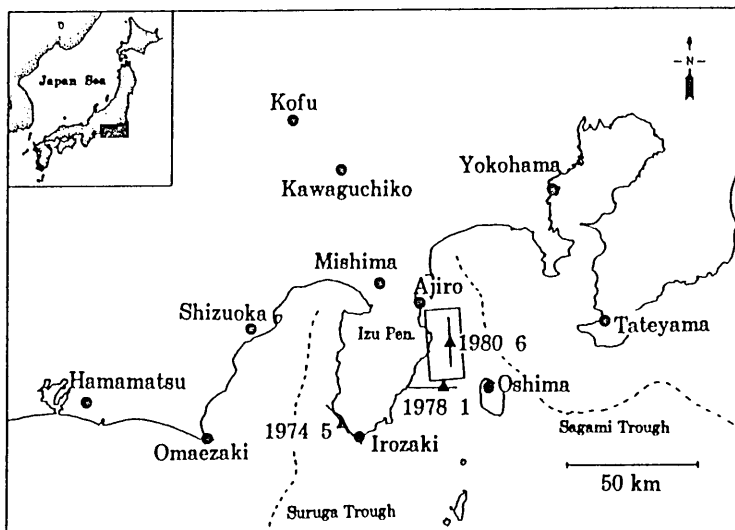 Japan Sea
N
Kofu
Yokohama
Kawaguchiko
Mishima
Ajiro
Shizuoka
Izu Pen.
1980 6
Tateyama
Hamamatsu
Oshima
1978 1
1974 5
Sagami Trough
Omaezaki
Irozaki
50 km
Suruga Trough